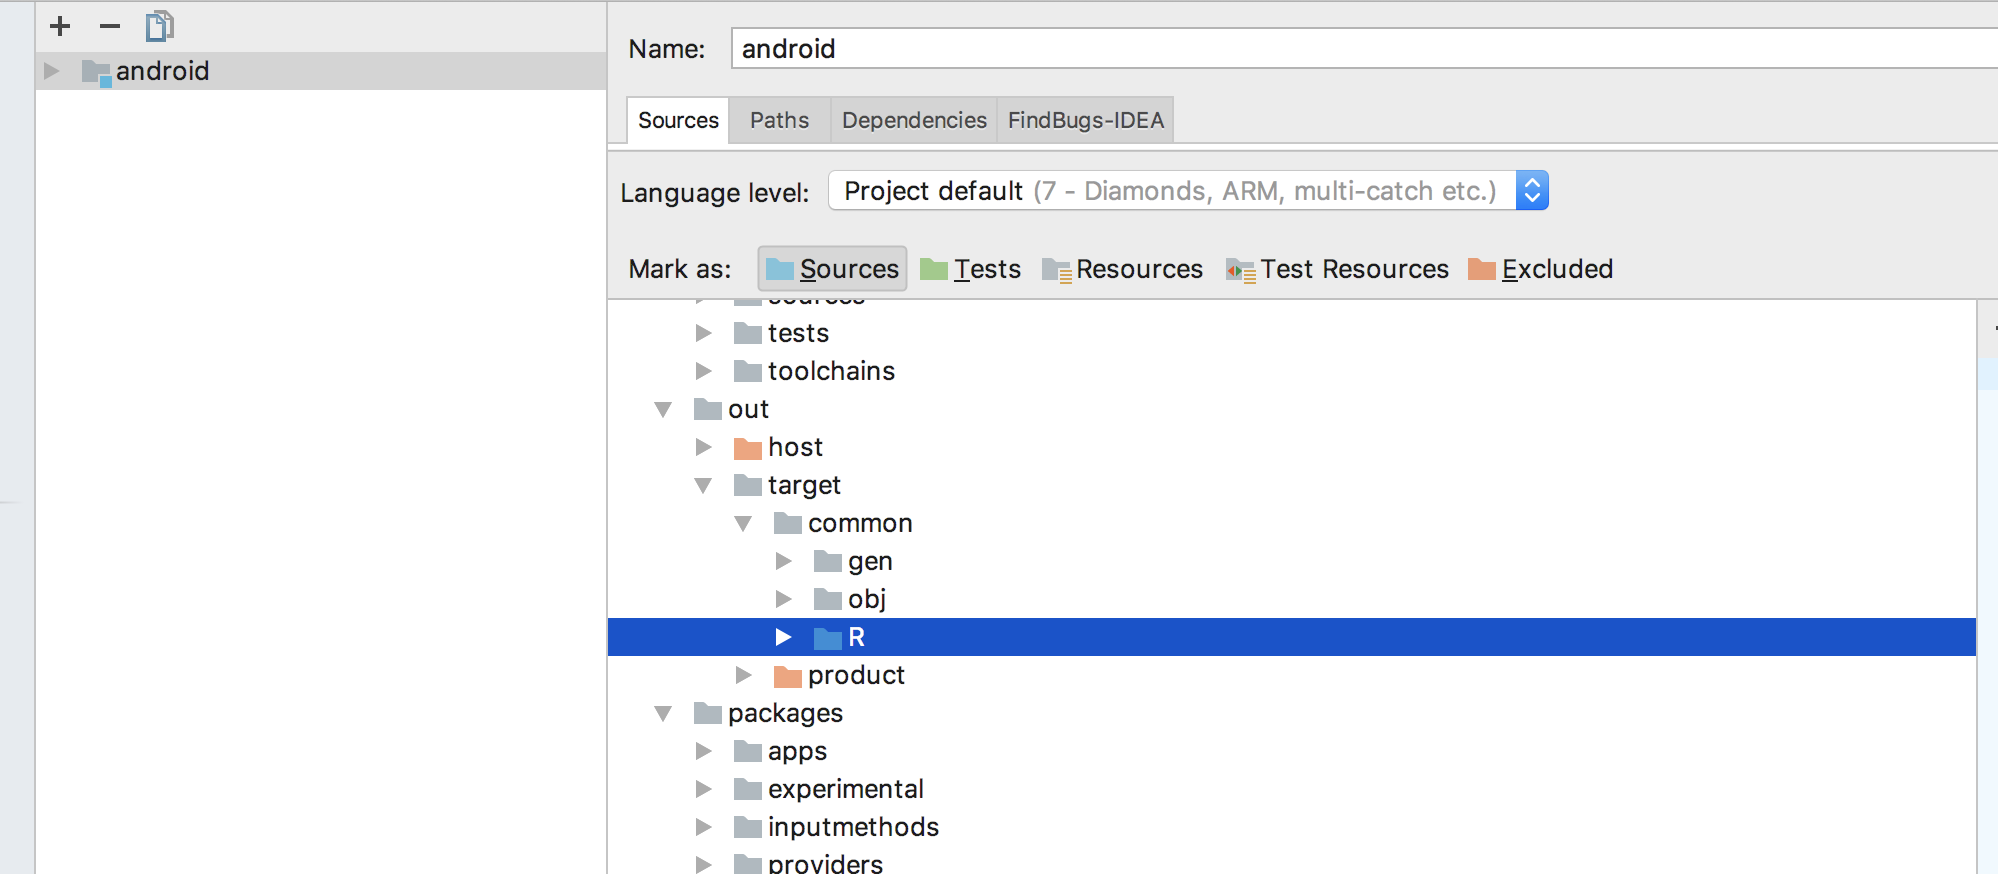 android
Name: android
Sources Paths Dependencies FindBugs-IDEA
Language level: Project default (7 - Diamonds, ARM, multi-catch etc.)
Mark as: Sources Tests Resources Test Resources Excluded
sources
tests
toolchains
out
host
target
common
gen
obj
R
product
packages
apps
experimental
inputmethods
providers